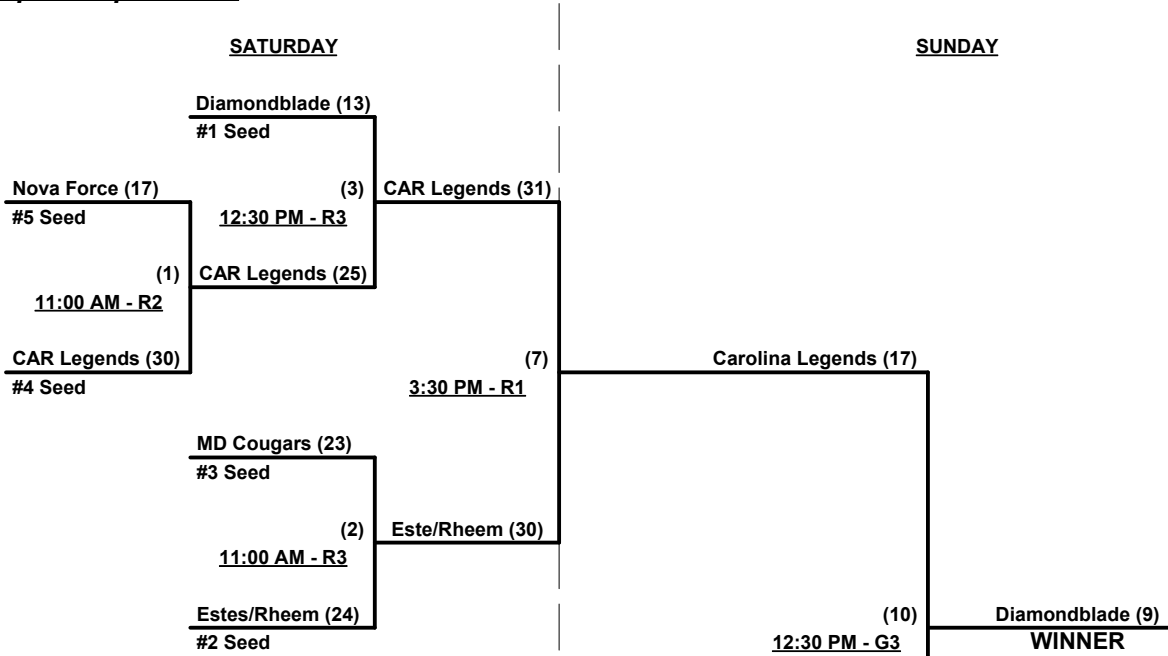 SATURDAY
SUNDAY
Diamondblade (13)
#1 Seed
Nova Force (17)
#5 Seed
(3)
12:30 PM - R3
CAR Legends (31)
(1)
11:00 AM - R2
CAR Legends (25)
CAR Legends (30)
#4 Seed
(7)
3:30 PM - R1
Carolina Legends (17)
MD Cougars (23)
#3 Seed
(2)
11:00 AM - R3
Este/Rheem (30)
Estes/Rheem (24)
#2 Seed
(10)
12:30 PM - G3
Diamondblade (9)
WINNER